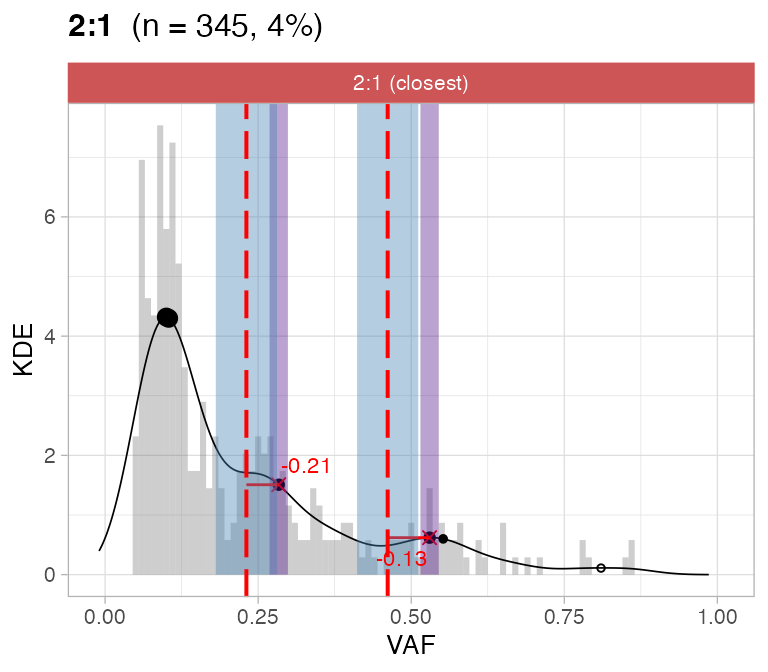 2:1 (n = 345, 4%)
2:1 (closest)
KDE
6
4
2
0
-0.21
-0.13
0.00 0.25 0.50 0.75 1.00
VAF